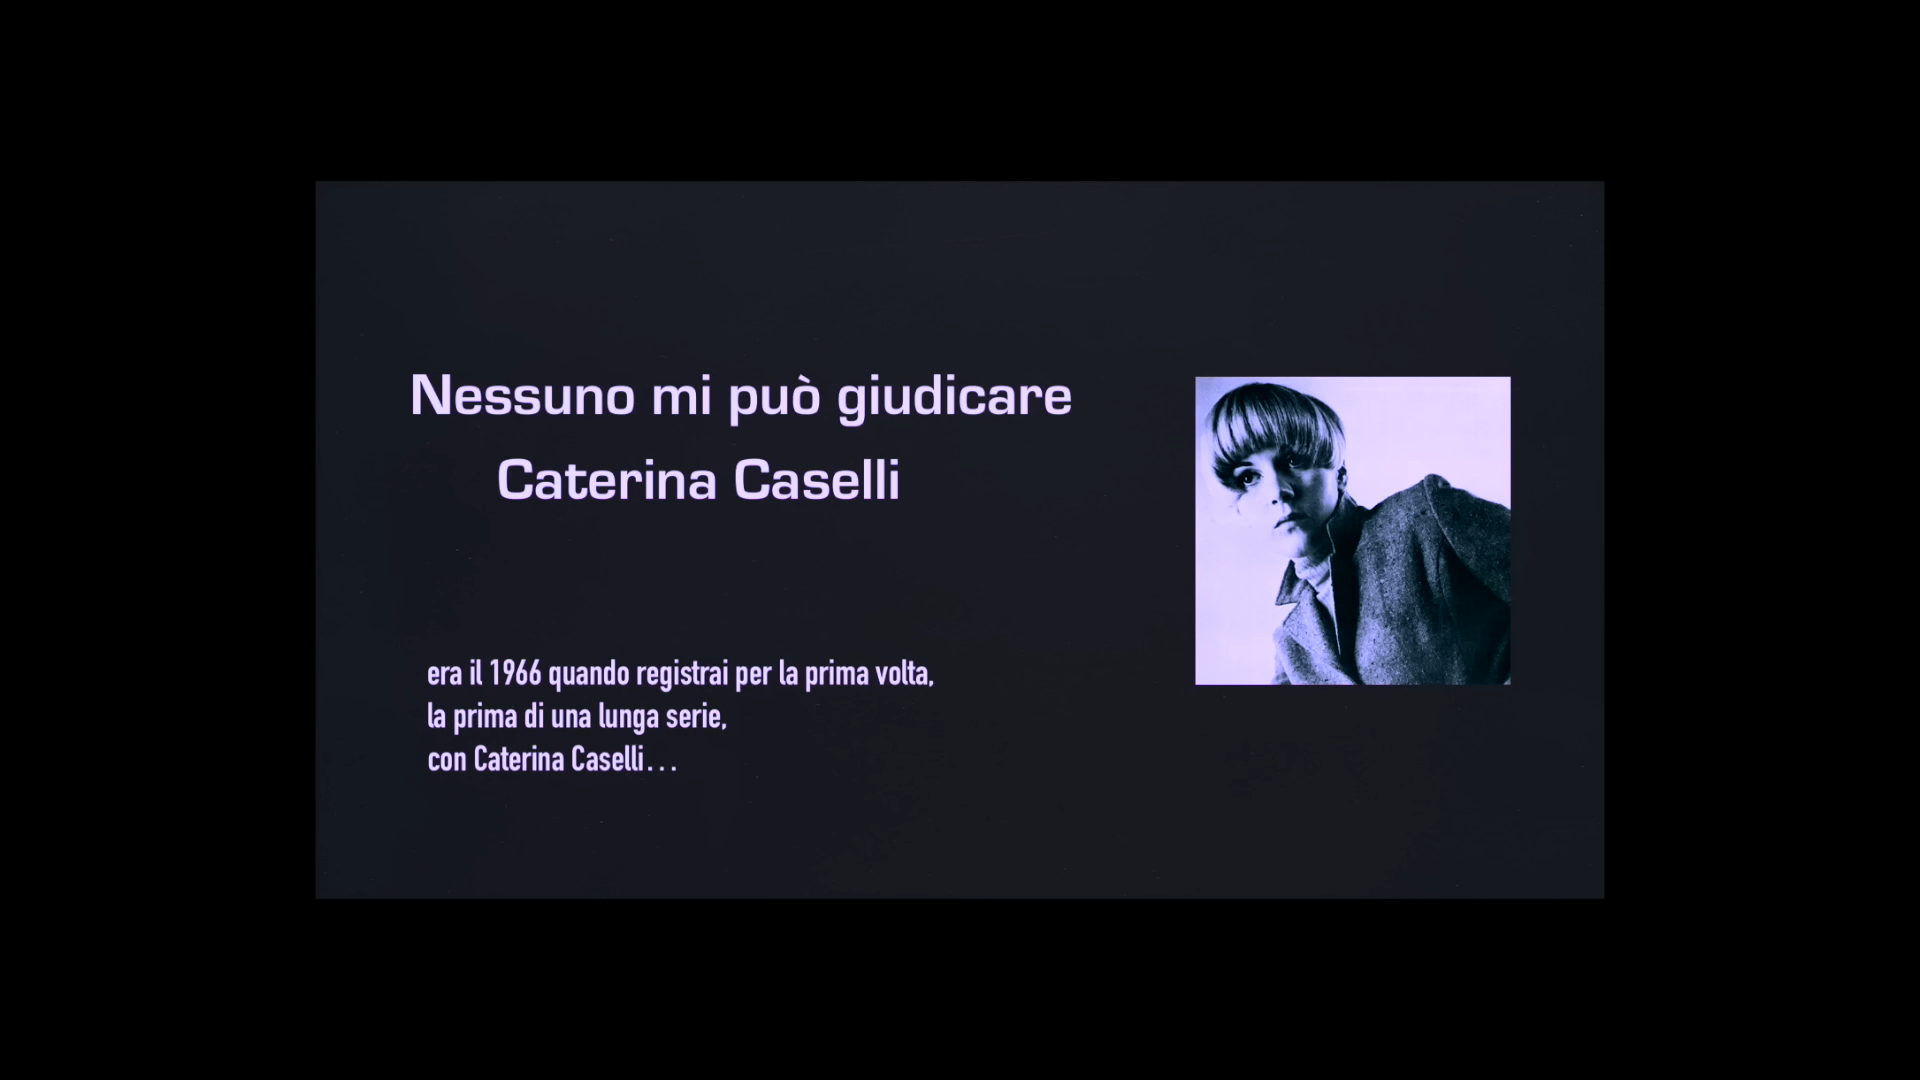 Nessuno mi può giudicare
Caterina Caselli
era il 1966 quando registrai per la prima volta,
la prima di una lunga serie,
con Caterina Caselli...